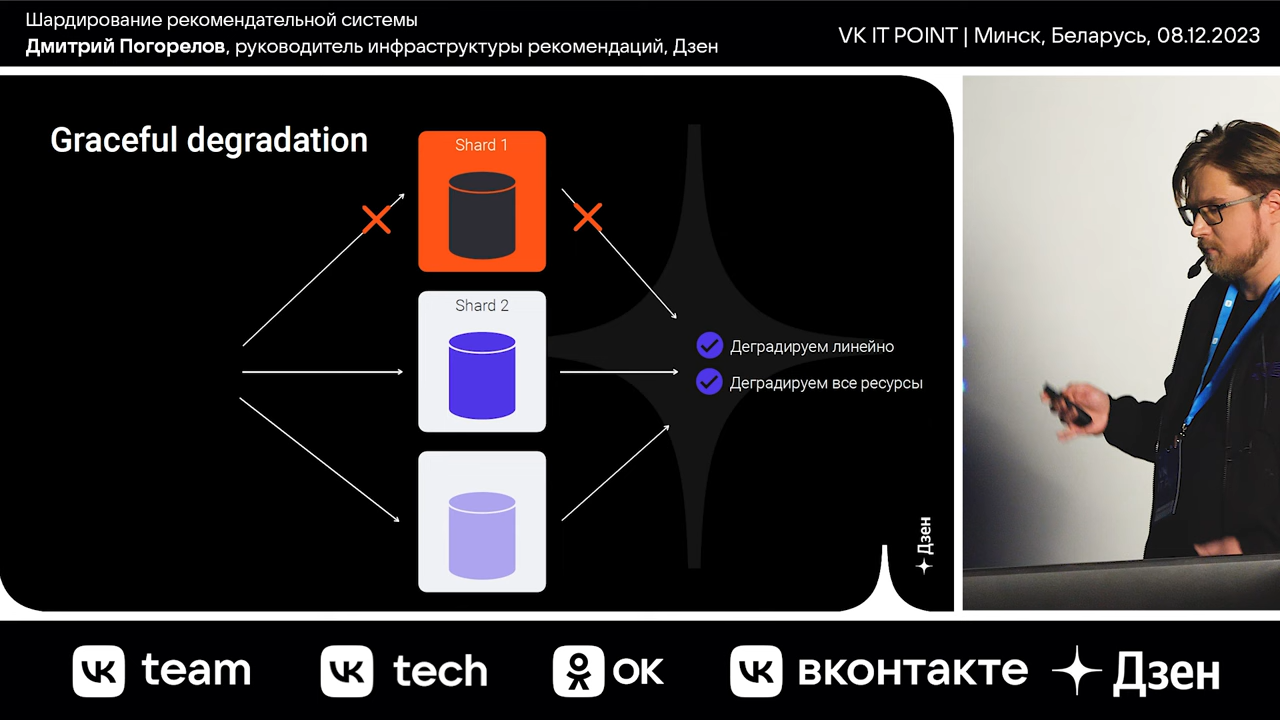 Шардирование рекомендательной системы
Дмитрий Погорелов, руководитель инфраструктуры рекомендаций, Дзен
VK IT POINT | Минск, Беларусь, 08.12.2023
Graceful degradation
Shard 1
Shard 2
Деградируем линейно
Деградируем все ресурсы
Дзен
team
tech
ок
вконтакте
Дзен